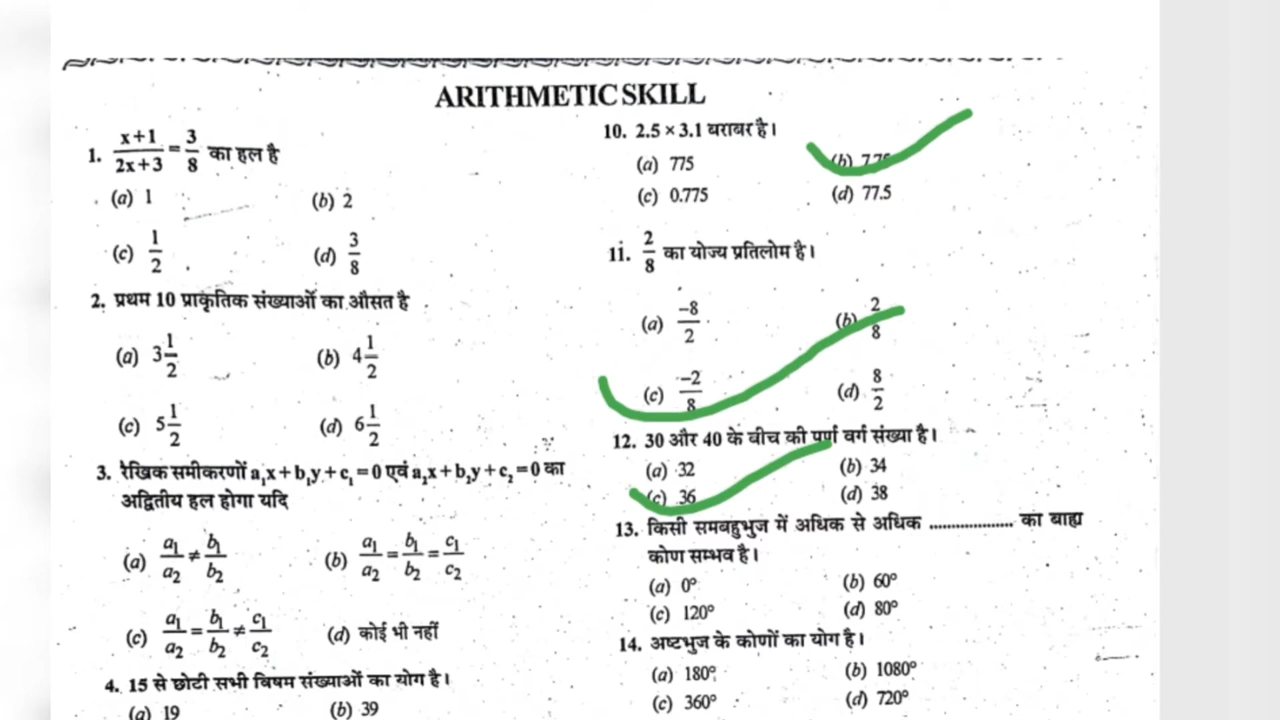 ARITHMETIC SKILL
1. x+1/2x+3 = 3/8 का हल है
(a) 1 (b) 2
(c) 1/2 (d) 3/8
2. प्रथम 10 प्राकृतिक संख्याओं का औसत है
(a) 3 1/2 (b) 4 1/2
(c) 5 1/2 (d) 6 1/2
3. रैखिक समीकरणों a₁x + b₁y + c₁ = 0 एवं a₂x + b₂y + c₂ = 0 का
अद्वितीय हल होगा यदि
(a) a₁/a₂ ≠ b₁/b₂ (b) a₁/a₂ = b₁/b₂ = c₁/c₂
(c) a₁/a₂ = b₁/b₂ ≠ c₁/c₂ (d) कोई भी नहीं
4. 15 से छोटी सभी विषम संख्याओं का योग है।
(a) 19 (b) 39
10. 2.5 × 3.1 बराबर है।
(a) 775 (b) 7.75
(c) 0.775 (d) 77.5
11. 2/8 का योज्य प्रतिलोम है।
(a) -8/2 (b) 2/8
(c) -2/8 (d) 8/2
12. 30 और 40 के बीच की पूर्ण वर्ग संख्या है।
(a) 32 (b) 34
(c) 36 (d) 38
13. किसी समबहुभुज में अधिक से अधिक ................... का बाह्य
कोण सम्भव है।
(a) 0° (b) 60°
(c) 120° (d) 80°
14. अष्टभुज के कोणों का योग है।
(a) 180° (b) 1080°
(c) 360° (d) 720°